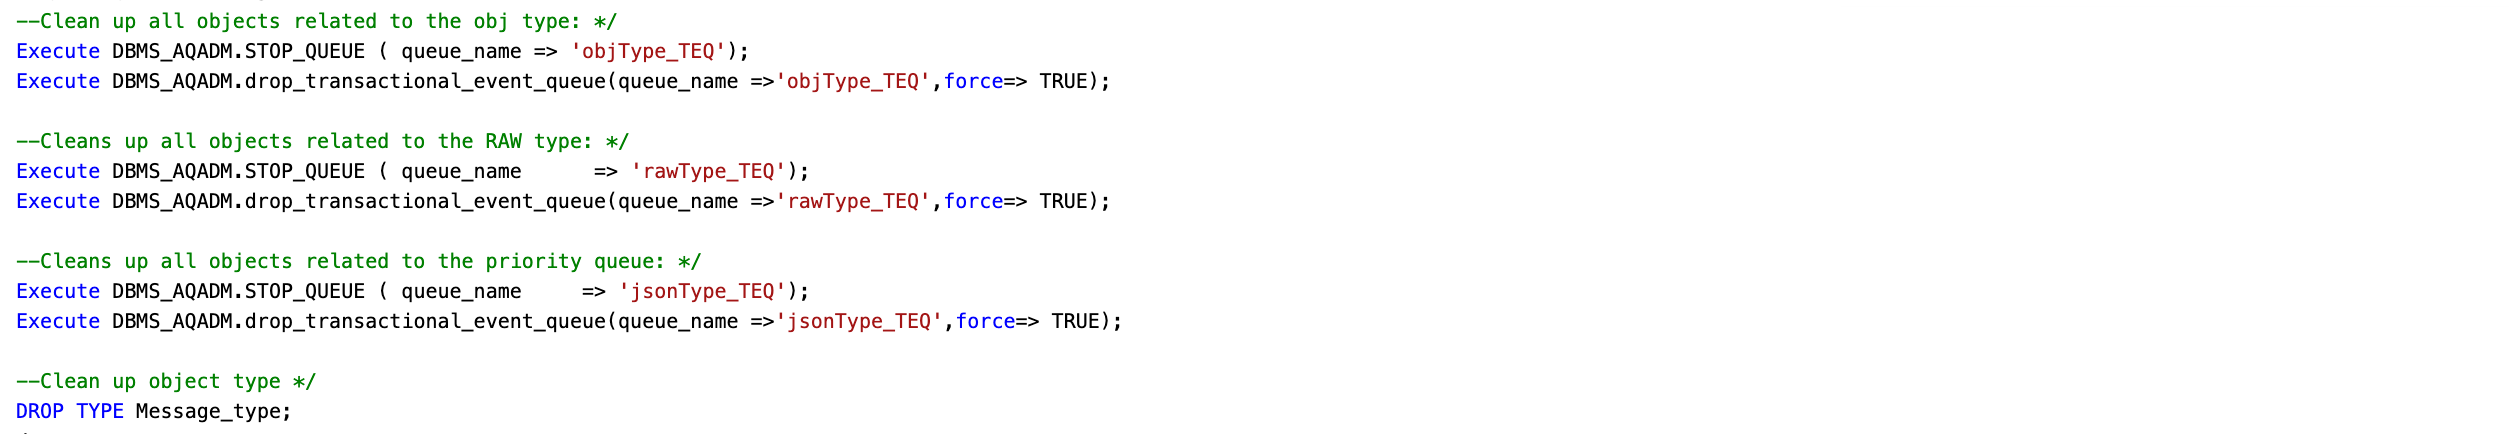 --Clean up all objects related to the obj type: */
Execute DBMS_AQADM.STOP_QUEUE ( queue_name => 'objType_TEQ');
Execute DBMS_AQADM.drop_transactional_event_queue(queue_name =>'objType_TEQ',force=> TRUE);

--Cleans up all objects related to the RAW type: */
Execute DBMS_AQADM.STOP_QUEUE ( queue_name      => 'rawType_TEQ');
Execute DBMS_AQADM.drop_transactional_event_queue(queue_name =>'rawType_TEQ',force=> TRUE);

--Cleans up all objects related to the priority queue: */
Execute DBMS_AQADM.STOP_QUEUE ( queue_name     => 'jsonType_TEQ');
Execute DBMS_AQADM.drop_transactional_event_queue(queue_name =>'jsonType_TEQ',force=> TRUE);

--Clean up object type */
DROP TYPE Message_type;